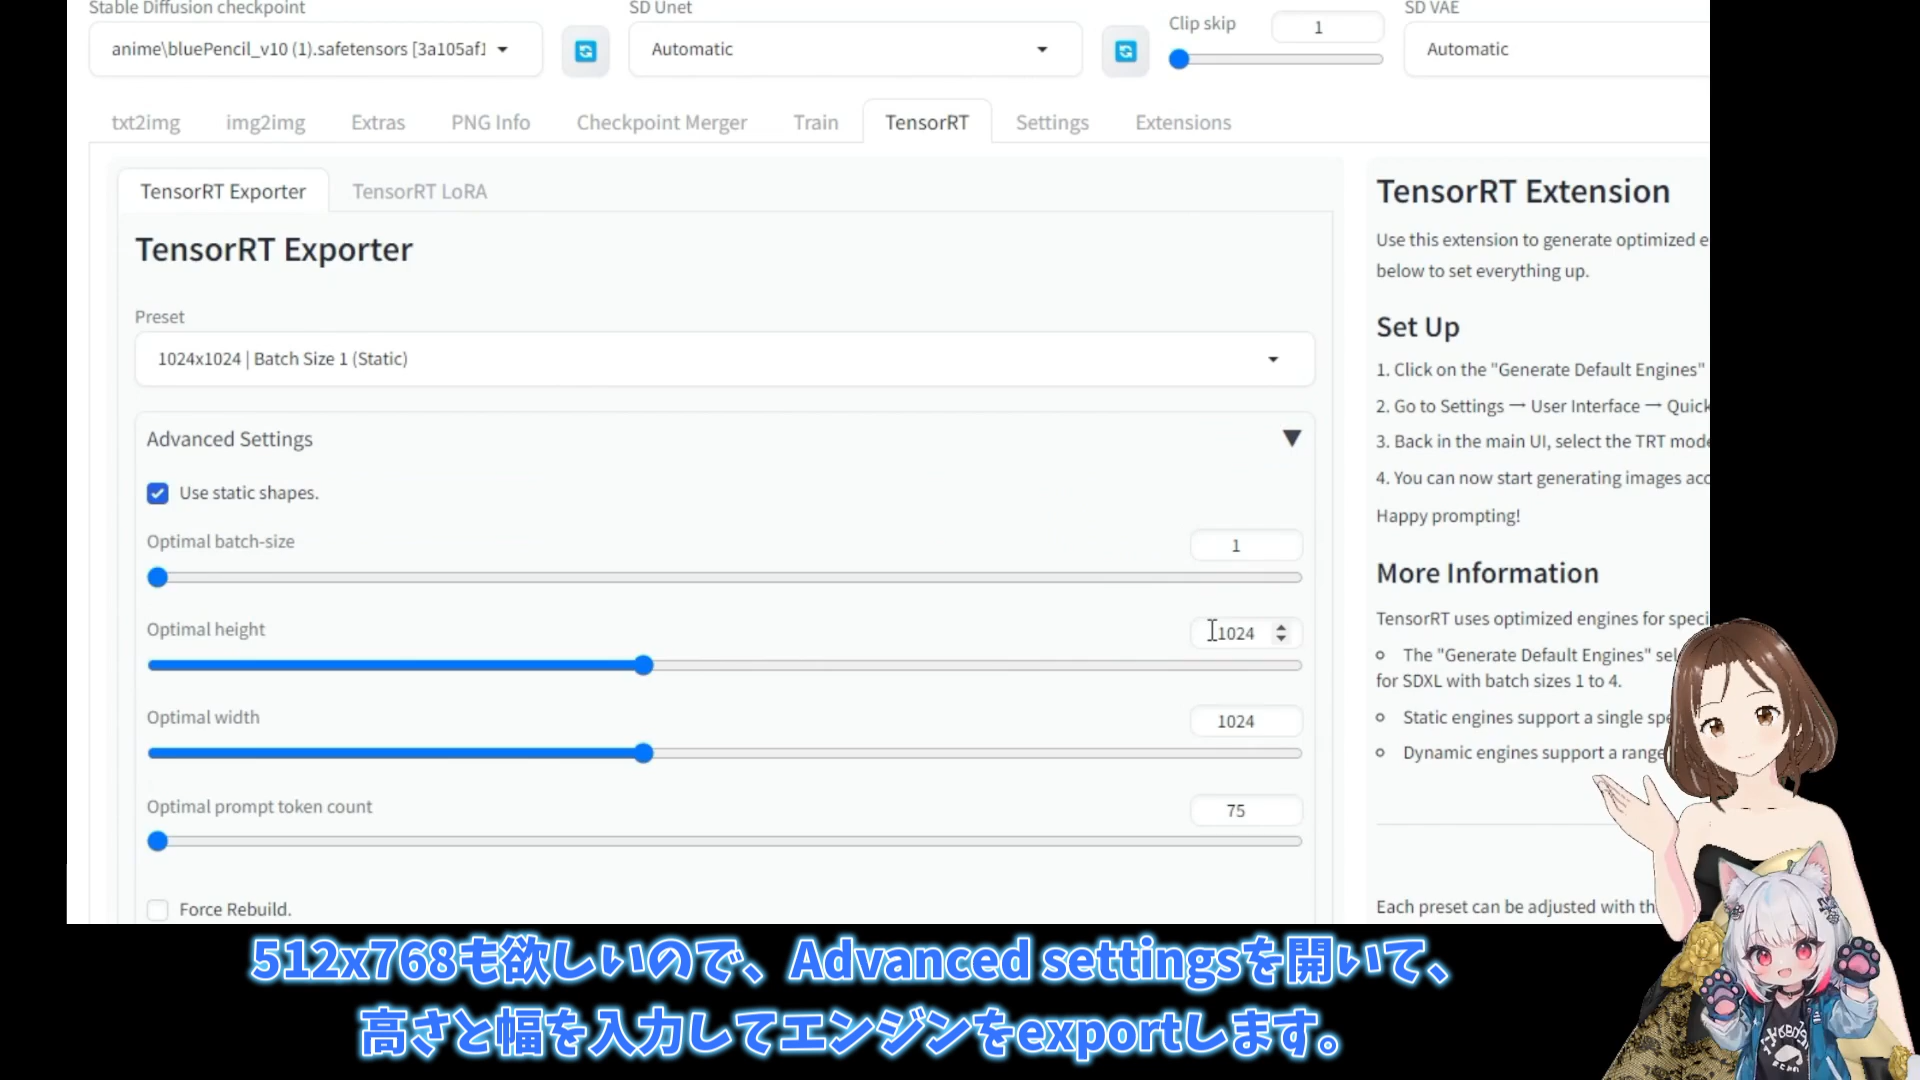 Stable Diffusion checkpoint
SD Unet
Clip skip
1
SD VAE
anime\bluePencil_v10 (1).safetensors [3a105af1
Automatic
Automatic
txt2img
img2img
Extras
PNG Info
Checkpoint Merger
Train
TensorRT
Settings
Extensions
TensorRT Exporter
TensorRT LoRA
TensorRT Exporter
Preset
1024x1024 | Batch Size 1 (Static)
Advanced Settings
▼
Use static shapes.
Optimal batch-size
1
Optimal height
1024
Optimal width
1024
Optimal prompt token count
75
Force Rebuild.
TensorRT Extension
Use this extension to generate optimized e
below to set everything up.
Set Up
1. Click on the "Generate Default Engines"
2. Go to Settings → User Interface → Quick
3. Back in the main UI, select the TRT mode
4. You can now start generating images acc
Happy prompting!
More Information
TensorRT uses optimized engines for speci
The "Generate Default Engines" sel
for SDXL with batch sizes 1 to 4.
Static engines support a single spe
Dynamic engines support a range
Each preset can be adjusted with th
512x768も欲しいので、Advanced settingsを開いて、
高さと幅を入力してエンジンをexportします。